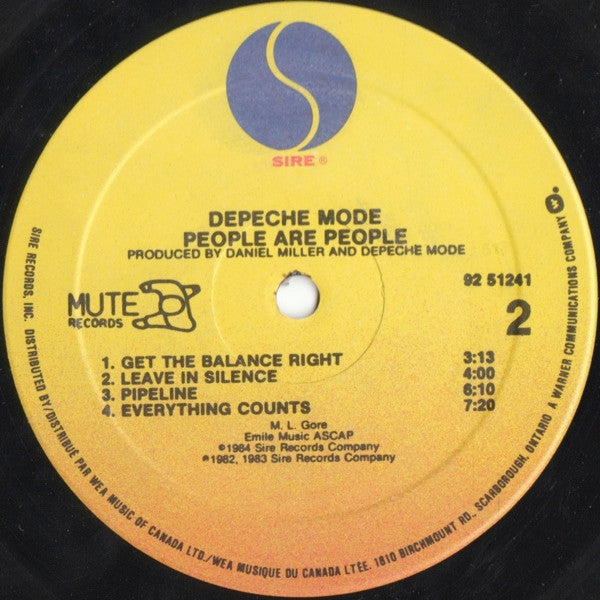 SIRE®
DEPECHE MODE
PEOPLE ARE PEOPLE
PRODUCED BY DANIEL MILLER AND DEPECHE MODE
MUTE
RECORDS
92 51241
2
1. GET THE BALANCE RIGHT 3:13
2. LEAVE IN SILENCE 4:00
3. PIPELINE 6:10
4. EVERYTHING COUNTS 7:20
M. L. Gore
Emile Music ASCAP
©1984 Sire Records Company
℗1982, 1983 Sire Records Company
SIRE RECORDS, INC. DISTRIBUTED BY/DISTRIBUÉ PAR WEA MUSIC OF CANADA LTD./WEA MUSIQUE DU CANADA LTÉE. 1810 BIRCHMOUNT RD., SCARBOROUGH, ONTARIO A WARNER COMMUNICATIONS COMPANY